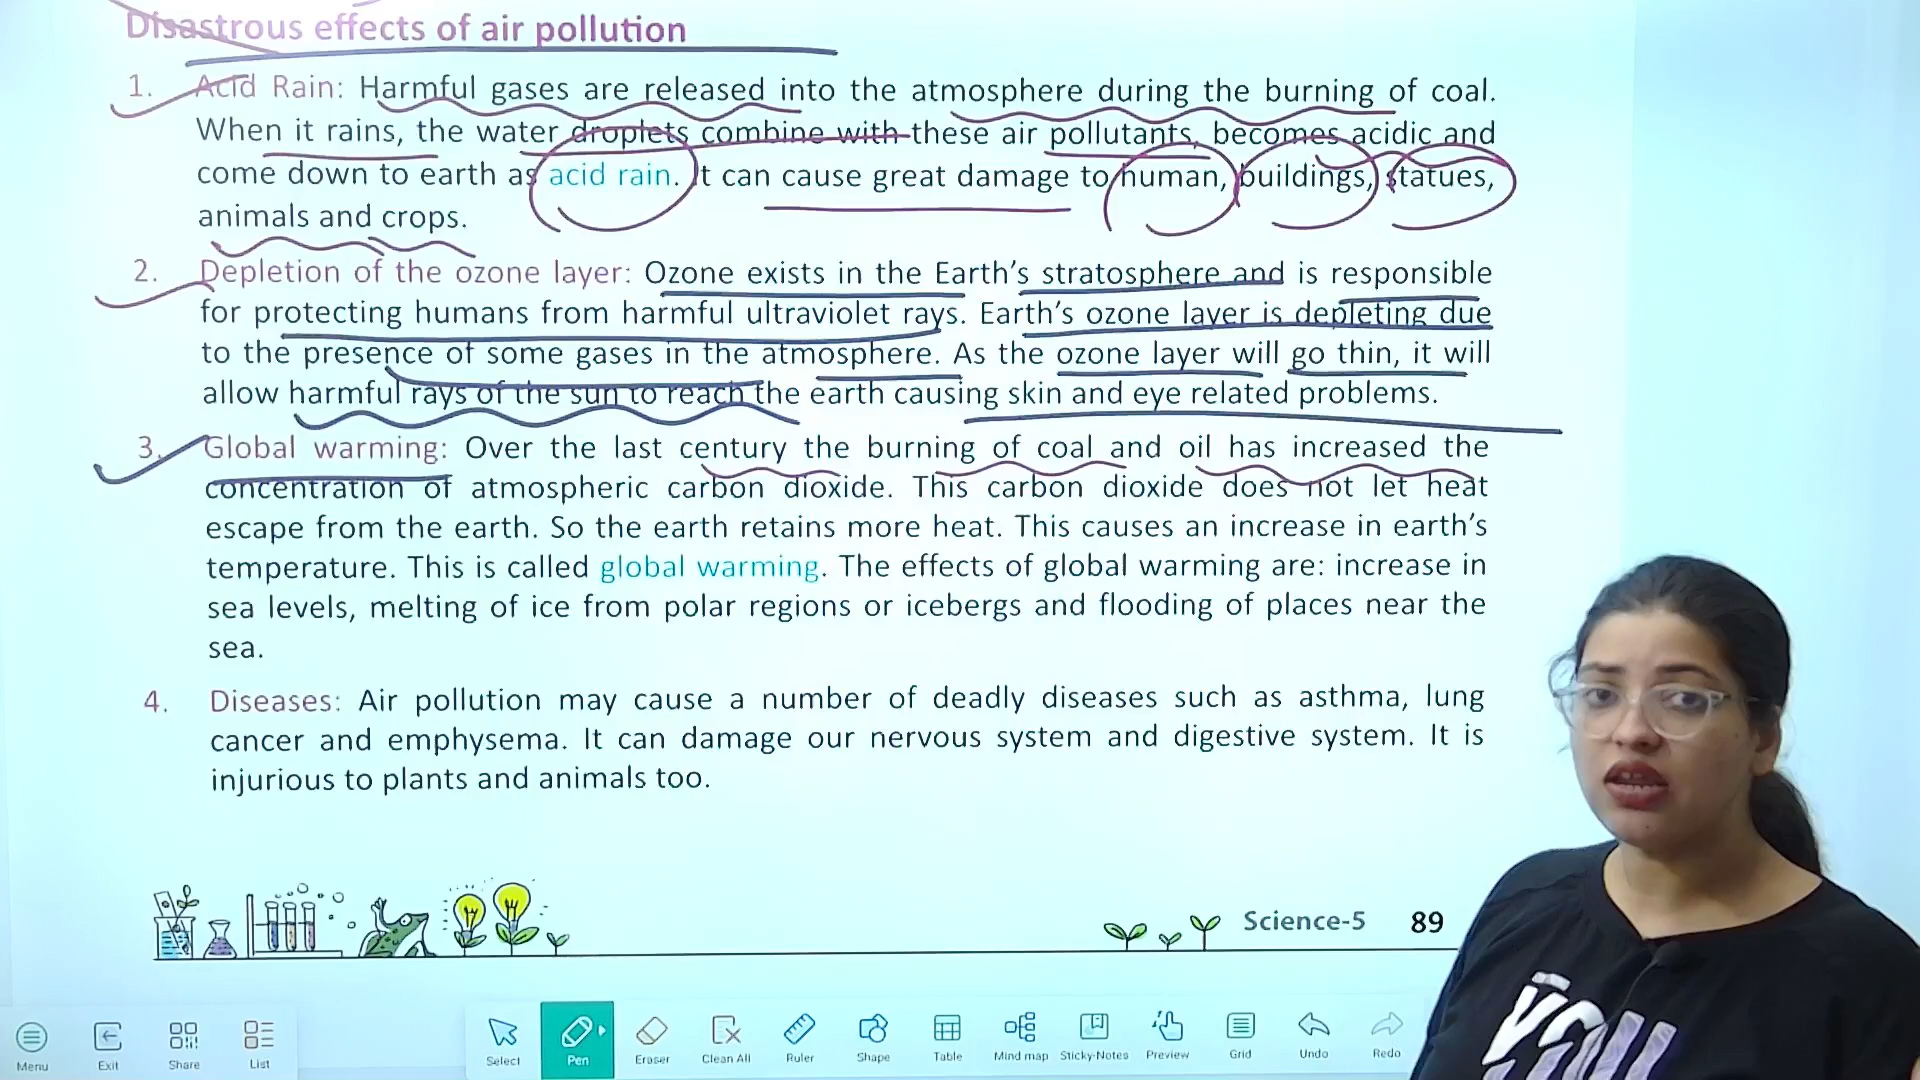 Disastrous effects of air pollution
1. Acid Rain: Harmful gases are released into the atmosphere during the burning of coal.
When it rains, the water droplets combine with these air pollutants, becomes acidic and
come down to earth as acid rain. It can cause great damage to human, buildings, statues,
animals and crops.
2. Depletion of the ozone layer: Ozone exists in the Earth's stratosphere and is responsible
for protecting humans from harmful ultraviolet rays. Earth's ozone layer is depleting due
to the presence of some gases in the atmosphere. As the ozone layer will go thin, it will
allow harmful rays of the sun to reach the earth causing skin and eye related problems.
3. Global warming: Over the last century the burning of coal and oil has increased the
concentration of atmospheric carbon dioxide. This carbon dioxide does not let heat
escape from the earth. So the earth retains more heat. This causes an increase in earth's
temperature. This is called global warming. The effects of global warming are: increase in
sea levels, melting of ice from polar regions or icebergs and flooding of places near the
sea.
4. Diseases: Air pollution may cause a number of deadly diseases such as asthma, lung
cancer and emphysema. It can damage our nervous system and digestive system. It is
injurious to plants and animals too.
Science-5 89
YOU
Menu Exit Share List Select Pen Eraser Clean All Ruler Shape Table Mind map Sticky-Notes Preview Grid Undo Redo